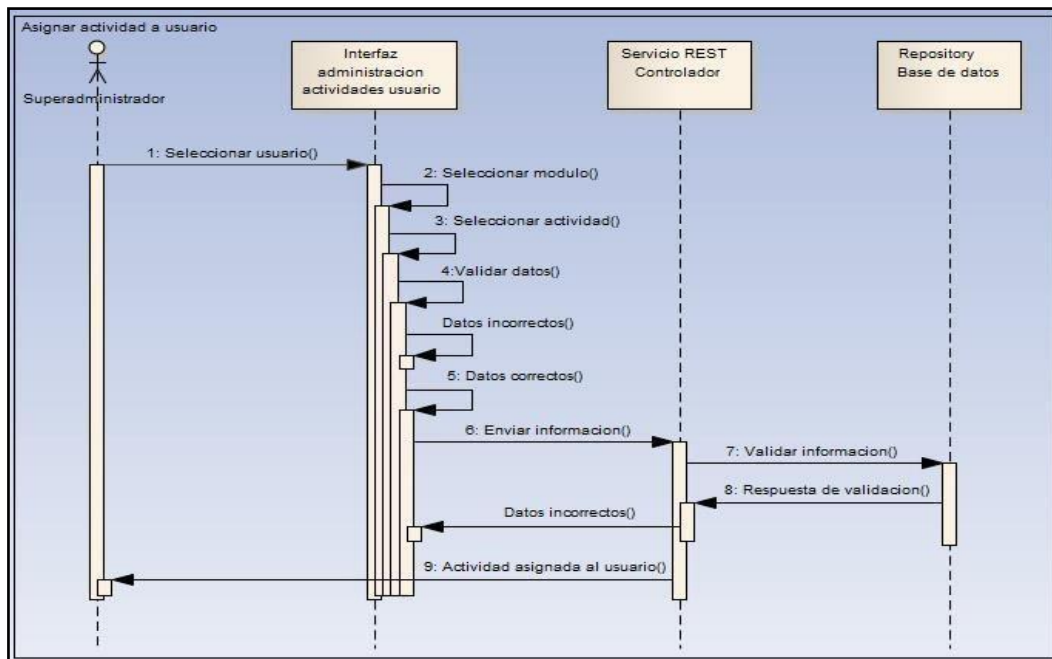 Asignar actividad a usuario
Superadministrador
Interfaz
administracion
actividades usuario
Servicio REST
Controlador
Repository
Base de datos
1: Seleccionar usuario()
2: Seleccionar modulo()
3: Seleccionar actividad()
4:Validar datos()
Datos incorrectos()
5: Datos correctos()
6: Enviar informacion()
7: Validar informacion()
8: Respuesta de validacion()
Datos incorrectos()
9: Actividad asignada al usuario()